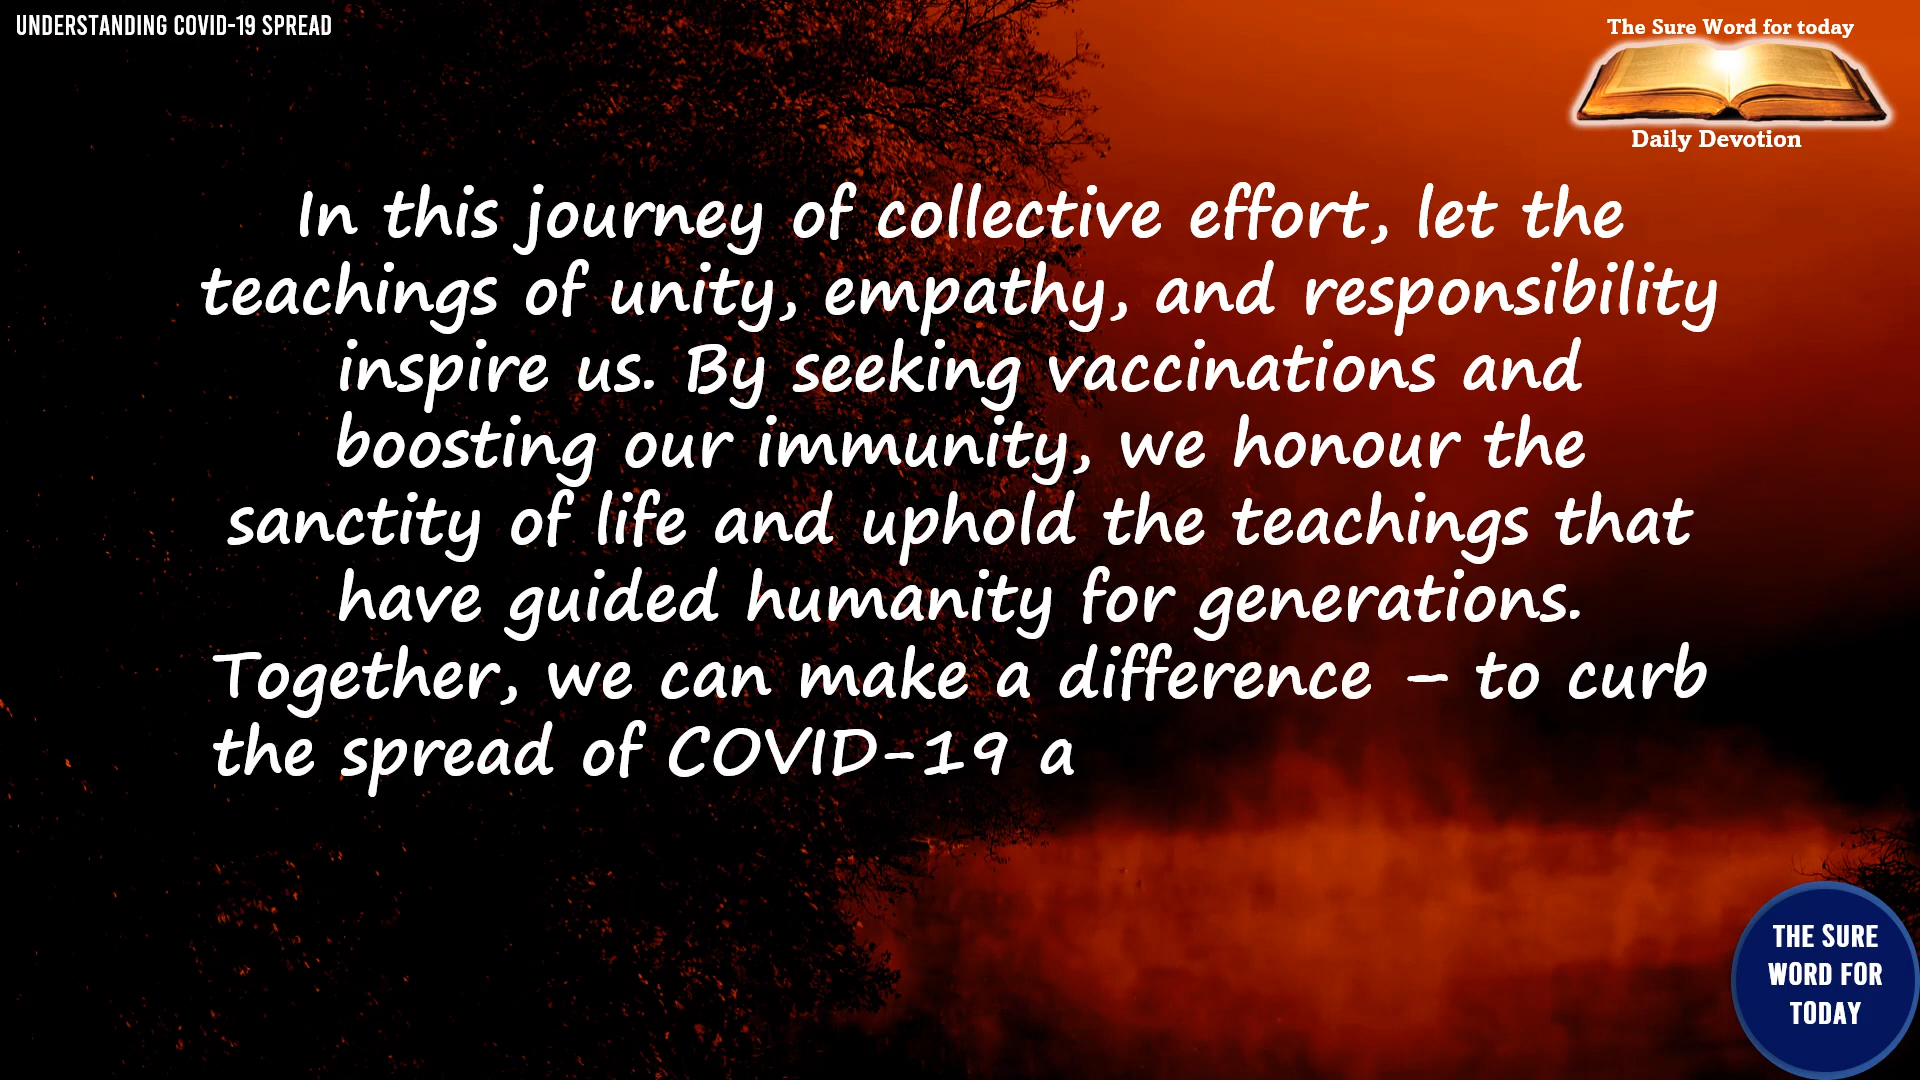 UNDERSTANDING COVID-19 SPREAD
The Sure Word for today
Daily Devotion
In this journey of collective effort, let the
teachings of unity, empathy, and responsibility
inspire us. By seeking vaccinations and
boosting our immunity, we honour the
sanctity of life and uphold the teachings that
have guided humanity for generations.
Together, we can make a difference – to curb
the spread of COVID-19 a
THE SURE
WORD FOR
TODAY